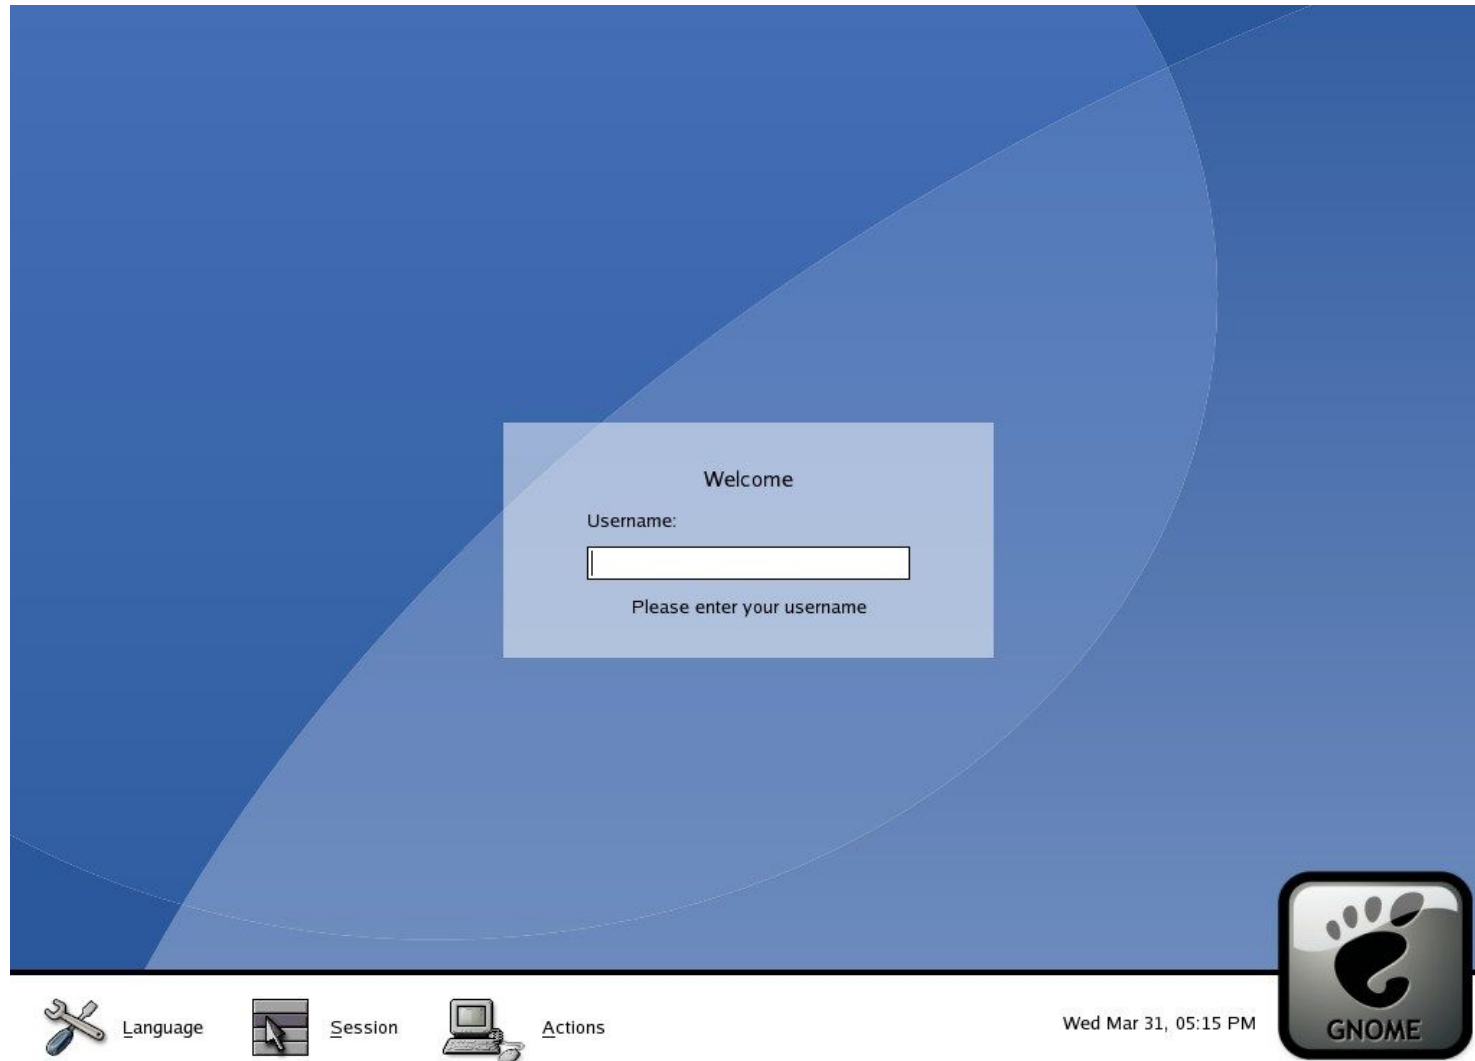 Welcome
Username:
Please enter your username
Language
Session
Actions
Wed Mar 31, 05:15 PM
GNOME